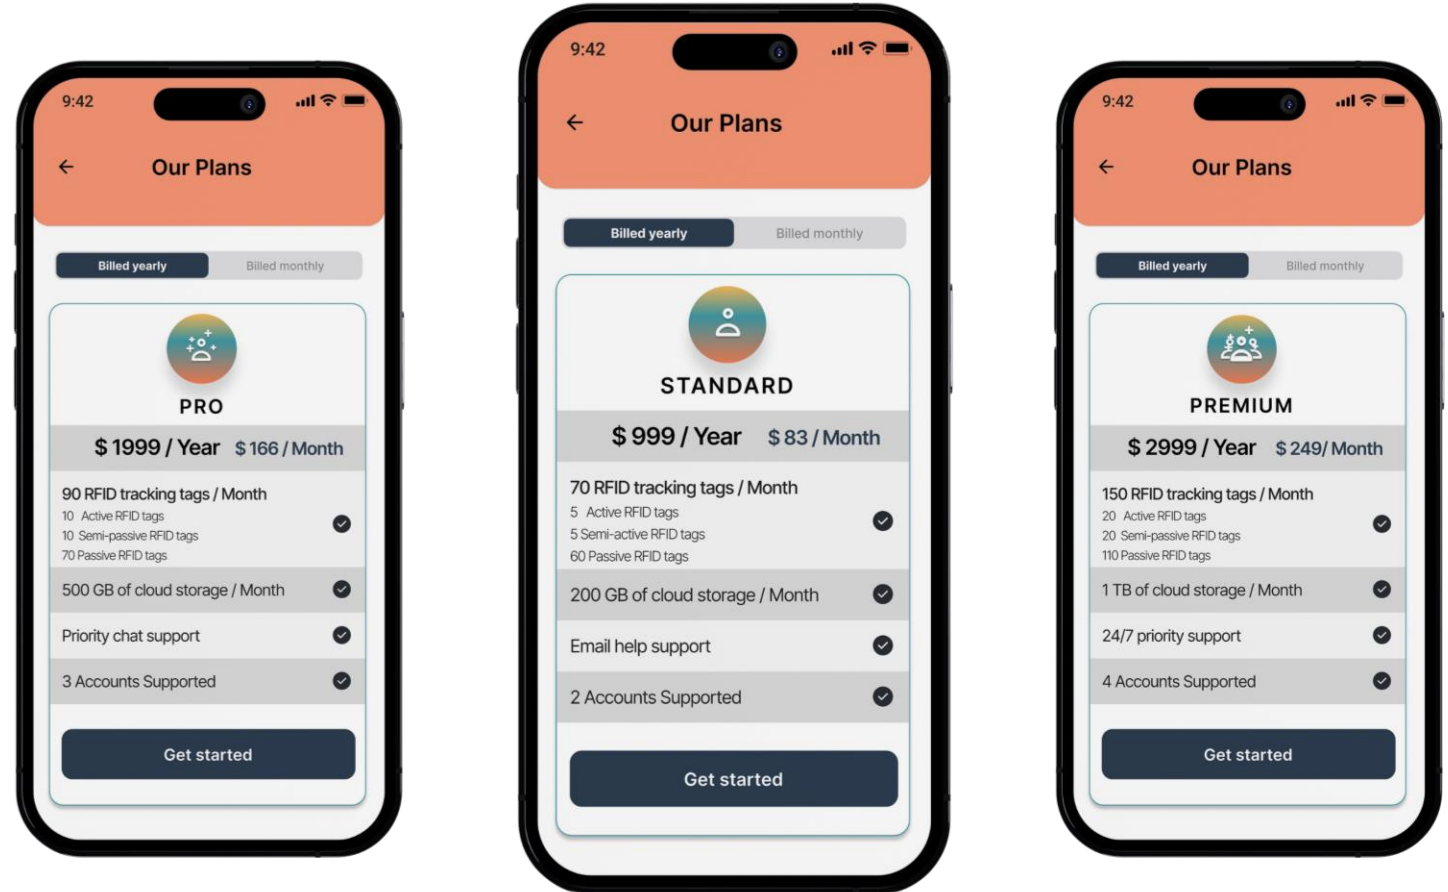 9:42
Our Plans
Billed yearly Billed monthly
PRO
$ 1999 / Year $ 166 / Month
90 RFID tracking tags / Month
10 Active RFID tags
10 Semi-passive RFID tags
70 Passive RFID tags
500 GB of cloud storage / Month
Priority chat support
3 Accounts Supported
Get started
9:42
Our Plans
Billed yearly Billed monthly
STANDARD
$ 999 / Year $ 83 / Month
70 RFID tracking tags / Month
5 Active RFID tags
5 Semi-active RFID tags
60 Passive RFID tags
200 GB of cloud storage / Month
Email help support
2 Accounts Supported
Get started
9:42
Our Plans
Billed yearly Billed monthly
PREMIUM
$ 2999 / Year $ 249/ Month
150 RFID tracking tags / Month
20 Active RFID tags
20 Semi-passive RFID tags
110 Passive RFID tags
1 TB of cloud storage / Month
24/7 priority support
4 Accounts Supported
Get started